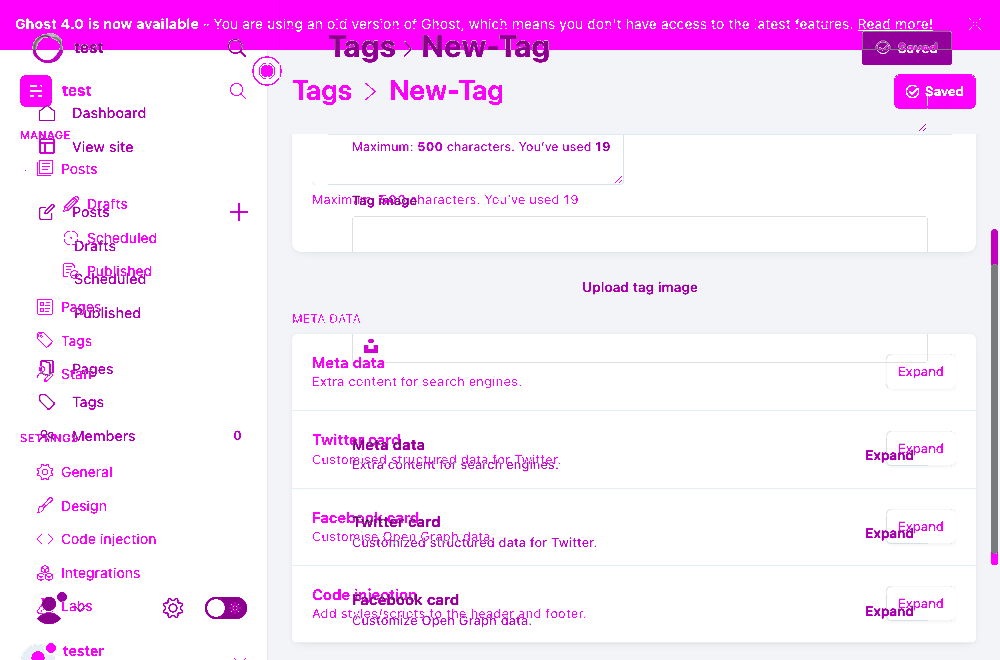 Ghost 4.0 is now available - You are using an old version of Ghost, which means you don't have access to the latest features. Read more!
test
Tags > New-Tag
Saved
test
Tags > New-Tag
Saved
Dashboard
MANAGE
View site
Maximum: 500 characters. You've used 19
Posts
Maximum: 500 characters. You've used 19
Tag image
Drafts
Posts
Scheduled
Drafts
Published
Scheduled
Upload tag image
Pages
Published
META DATA
Tags
Meta data
Expand
Staff
Pages
Extra content for search engines.
Tags
SETTINGS
Members
0
Twitter card
Expand
Meta data
Customised structured data for Twitter.
Expand
Extra content for search engines.
General
Design
Facebook card
Expand
Twitter card
Customise Open Graph data.
Expand
Code injection
Customized structured data for Twitter.
Integrations
Code injection
Expand
Facebook card
Labs
Add styles/scripts to the header and footer.
Expand
Customize Open Graph data.
tester